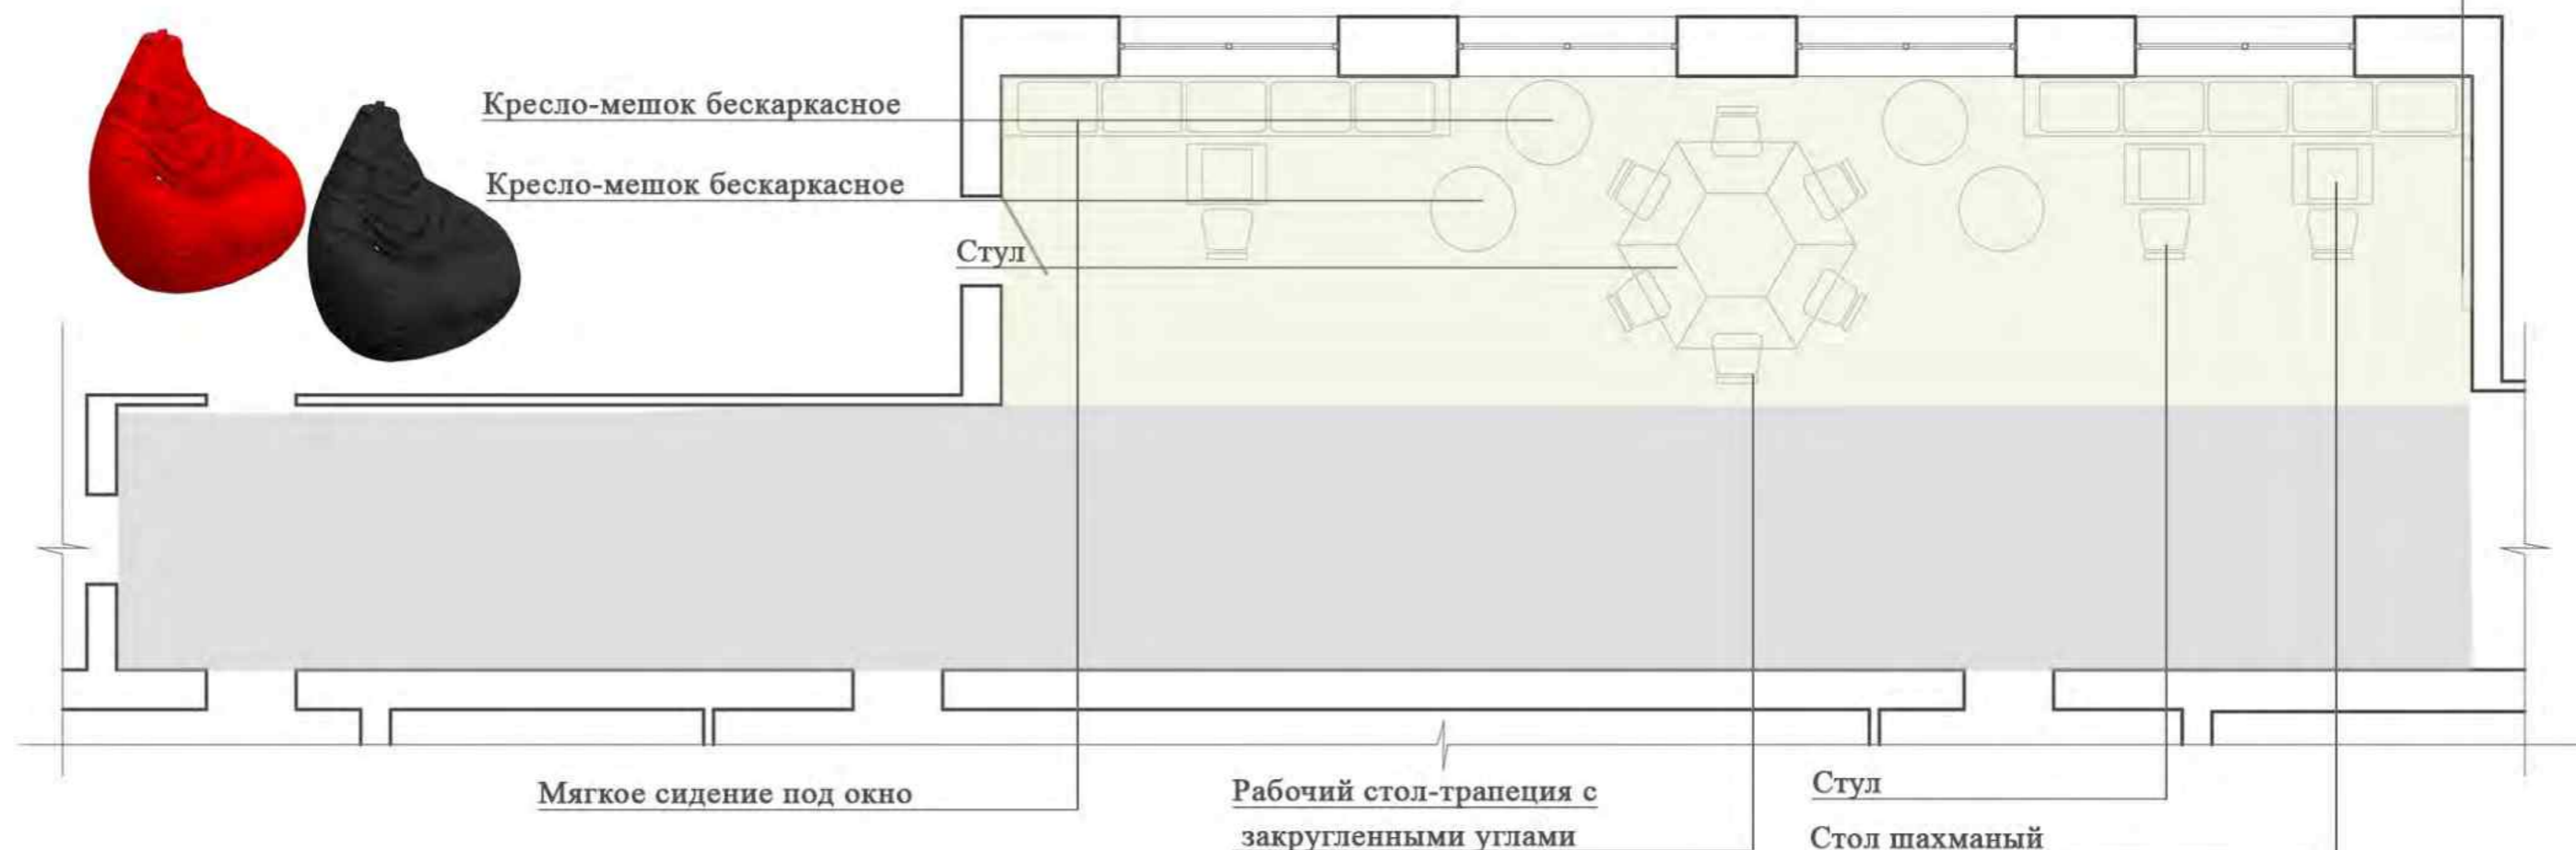 Кресло-мешок бескаркасное
Кресло-мешок бескаркасное
Стул
Мягкое сидение под окно
Рабочий стол-трапеция с
закругленными углами
Стул
Стол шахманый